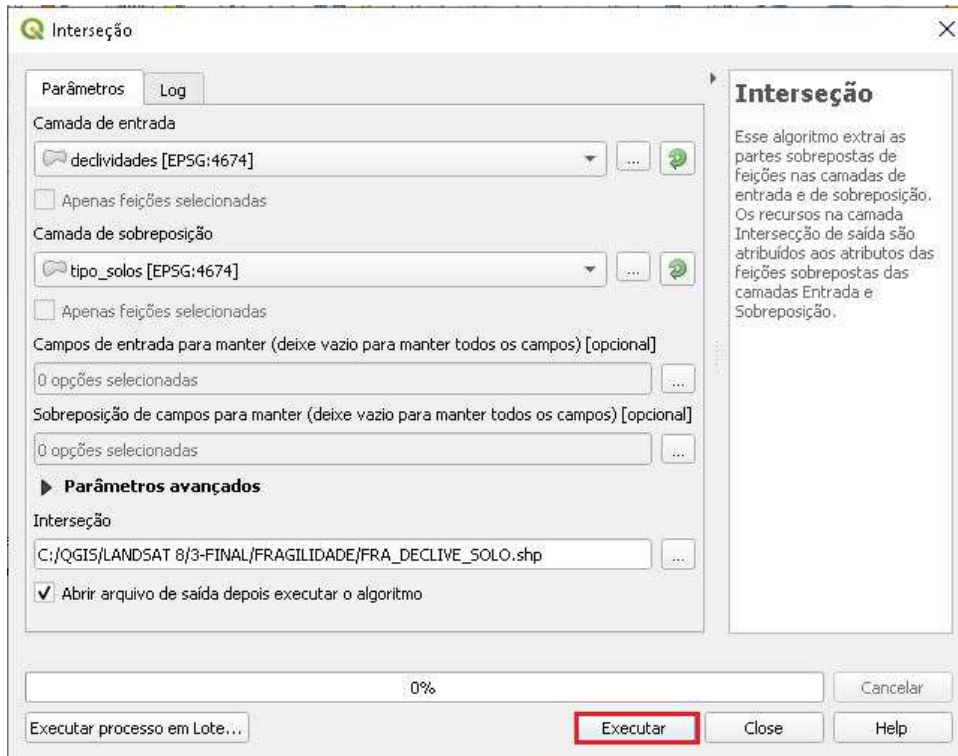 Interseção
Parâmetros
Log
Camada de entrada
declividades [EPSG:4674]
...
Apenas feições selecionadas
Camada de sobreposição
tipo_solos [EPSG:4674]
...
Apenas feições selecionadas
Campos de entrada para manter (deixe vazio para manter todos os campos) [opcional]
0 opções selecionadas
...
Sobreposição de campos para manter (deixe vazio para manter todos os campos) [opcional]
0 opções selecionadas
...
Parâmetros avançados
Interseção
C:/QGIS/LANDSAT 8/3-FINAL/FRAGILIDADE/FRA_DECLIVE_SOLO.shp
...
Abrir arquivo de saída depois executar o algoritmo
Interseção
Esse algoritmo extrai as
partes sobrepostas de
feições nas camadas de
entrada e de sobreposição.
Os recursos na camada
Intersecção de saída são
atribuídos aos atributos das
feições sobrepostas das
camadas Entrada e
Sobreposição.
0%
Cancelar
Executar processo em Lote...
Executar
Close
Help